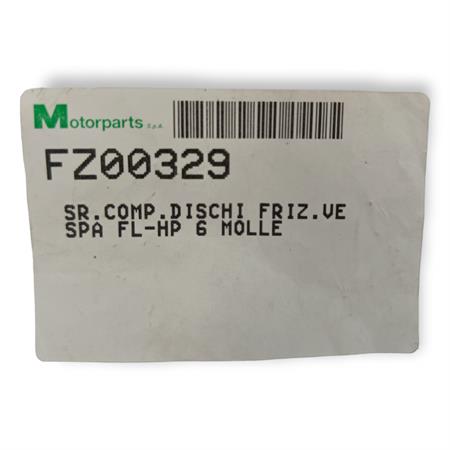 Motorparts S.p.A.
FZ00329
SR.COMP.DISCHI FRIZ.VE
SPA FL-HP 6 MOLLE